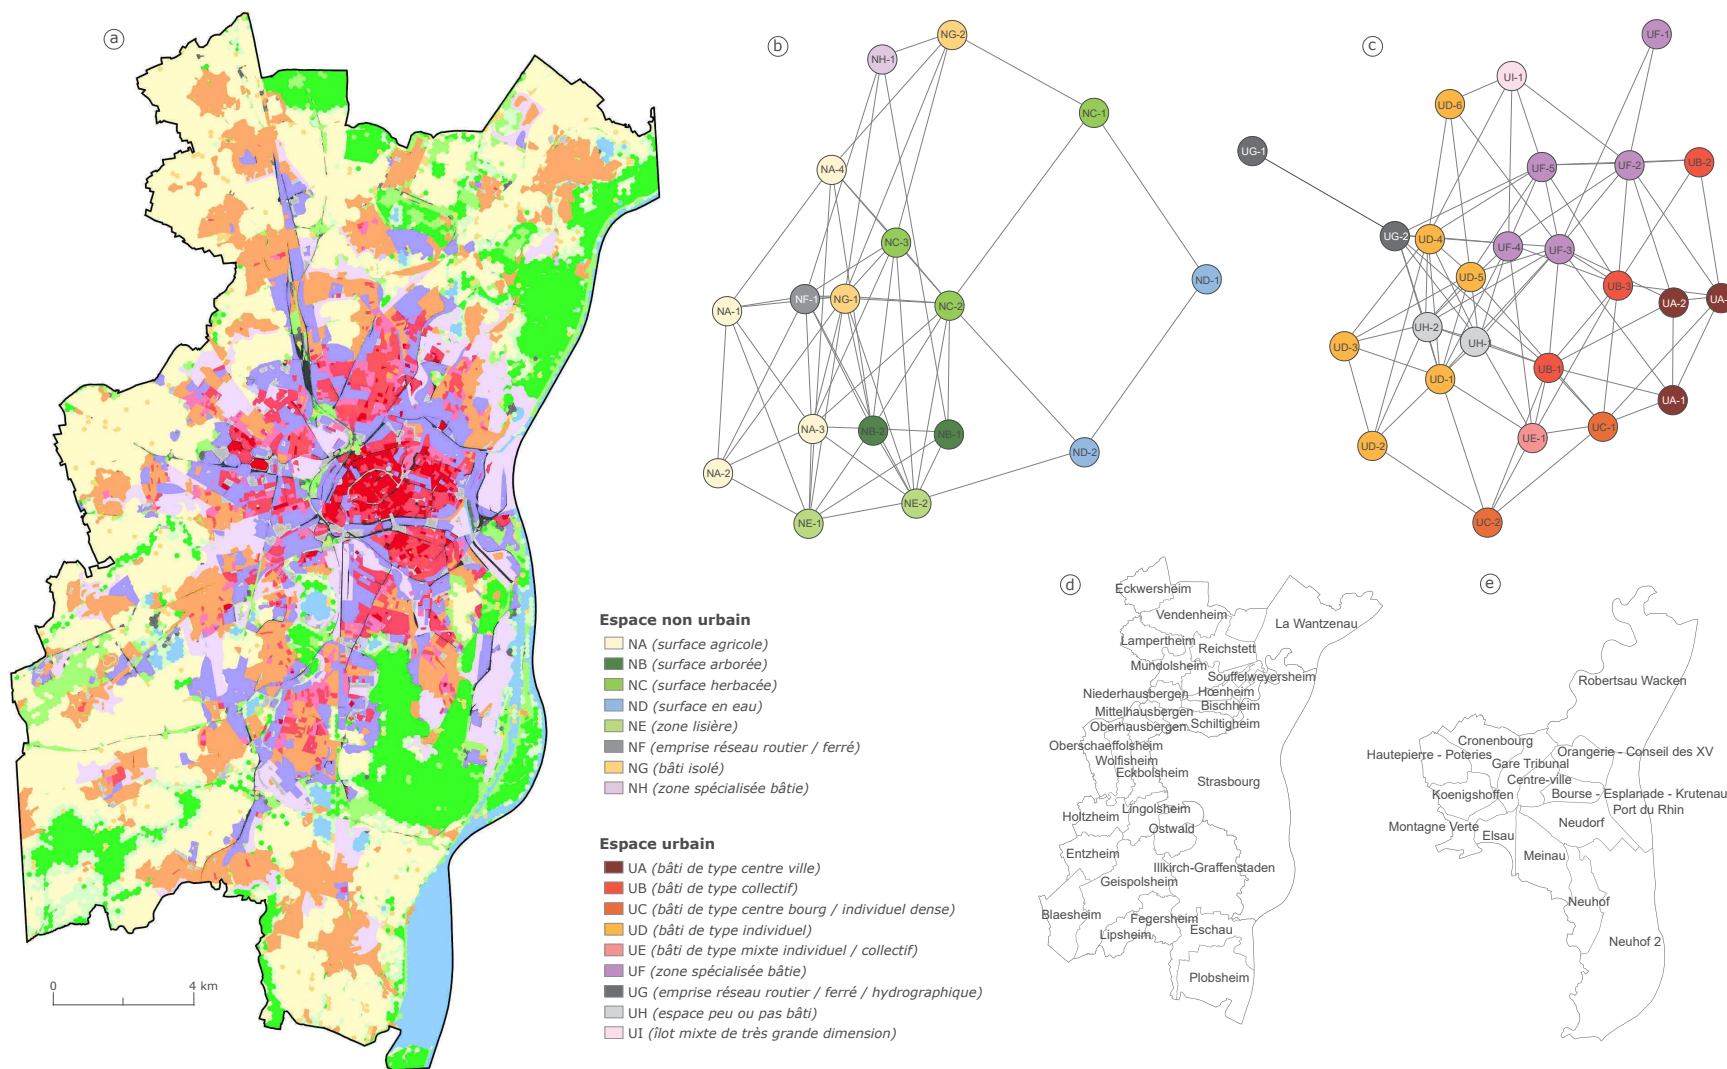 a
b
c
NG-2
NH-1
NC-1
NA-4
NC-3
ND-1
NF-1
NG-1
NC-2
NA-1
NA-3
NB-2
NB-1
ND-2
NA-2
NE-2
NE-1
UF-1
UI-1
UD-6
UG-1
UF-5
UF-2
UB-2
UG-2
UD-4
UF-4
UF-3
UD-5
UB-3
UA-2
UA-
UH-2
UH-1
UD-3
UD-1
UB-1
UA-1
UD-2
UE-1
UC-1
UC-2
Espace non urbain
NA (surface agricole)
NB (surface arborée)
NC (surface herbacée)
ND (surface en eau)
NE (zone lisière)
NF (emprise réseau routier / ferré)
NG (bâti isolé)
NH (zone spécialisée bâtie)
Espace urbain
UA (bâti de type centre ville)
UB (bâti de type collectif)
UC (bâti de type centre bourg / individuel dense)
UD (bâti de type individuel)
UE (bâti de type mixte individuel / collectif)
UF (zone spécialisée bâtie)
UG (emprise réseau routier / ferré / hydrographique)
UH (espace peu ou pas bâti)
UI (îlot mixte de très grande dimension)
0 4 km
d
Eckwersheim
Vendenheim
La Wantzenau
Lampertheim
Reichstett
Mundolsheim
Souffelweyersheim
Niederhausbergen
Hœnheim
Bischheim
Mittelhausbergen
Schiltigheim
Oberhausbergen
Oberschaeffolsheim
Wolfisheim
Eckbolsheim
Strasbourg
Lingolsheim
Holtzheim
Ostwald
Entzheim
Illkirch-Graffenstaden
Geispolsheim
Blaesheim
Fegersheim
Lipsheim
Eschau
Plobsheim
e
Robertsau Wacken
Cronenbourg
Hautepierre - Poteries
Orangerie - Conseil des XV
Gare Tribunal
Centre-ville
Koenigshoffen
Bourse - Esplanade - Krutenau
Port du Rhin
Montagne Verte
Neudorf
Elsau
Meinau
Neuhof
Neuhof 2